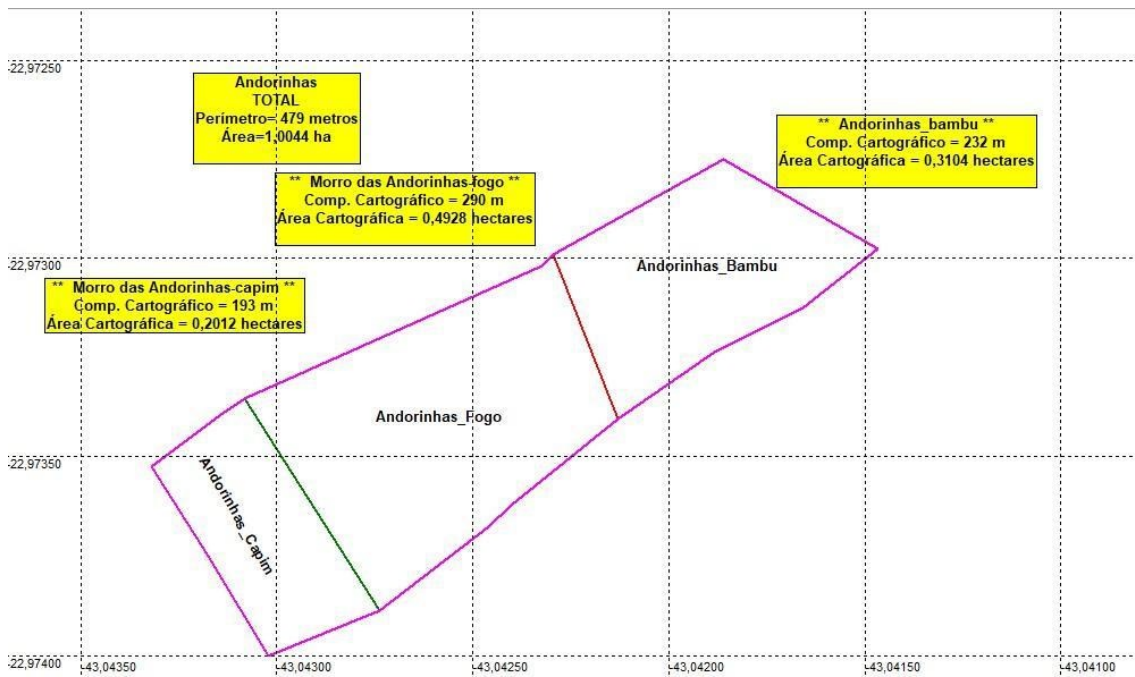 -22,97250
Andorinhas
TOTAL
Perímetro= 479 metros
Área=1,0044 ha
** Andorinhas_bambu **
Comp. Cartográfico = 232 m
Área Cartográfica = 0,3104 hectares
** Morro das Andorinhas-fogo **
Comp. Cartográfico = 290 m
Área Cartográfica = 0,4928 hectares
-22,97300
Andorinhas_Bambu
** Morro das Andorinhas-capim **
Comp. Cartográfico = 193 m
Área Cartográfica = 0,2012 hectares
Andorinhas_Fogo
-22,97350
Andorinhas_Capim
-22,97400
-43,04350 -43,04300 -43,04250 -43,04200 -43,04150 -43,04100